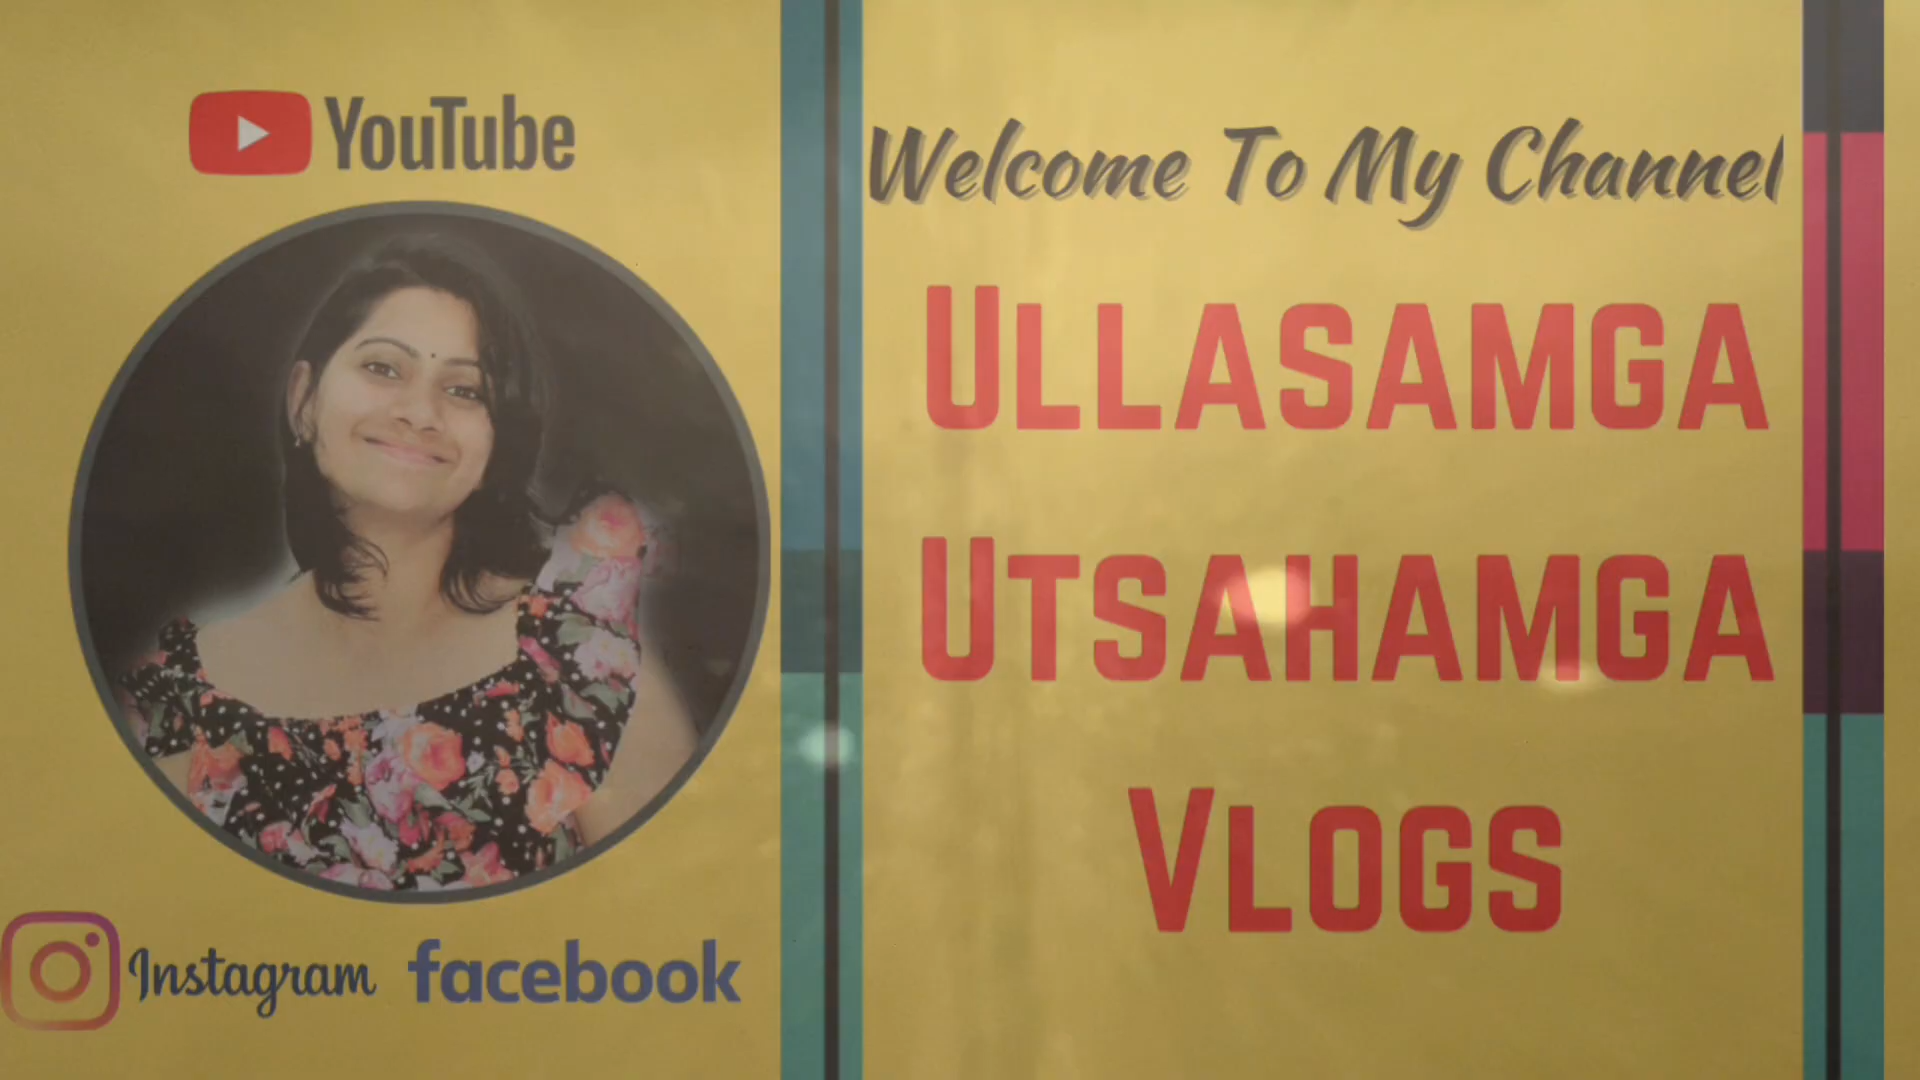 YouTube
Welcome To My Channel
Ullasamga
Utsahamga
Vlogs
Instagram facebook